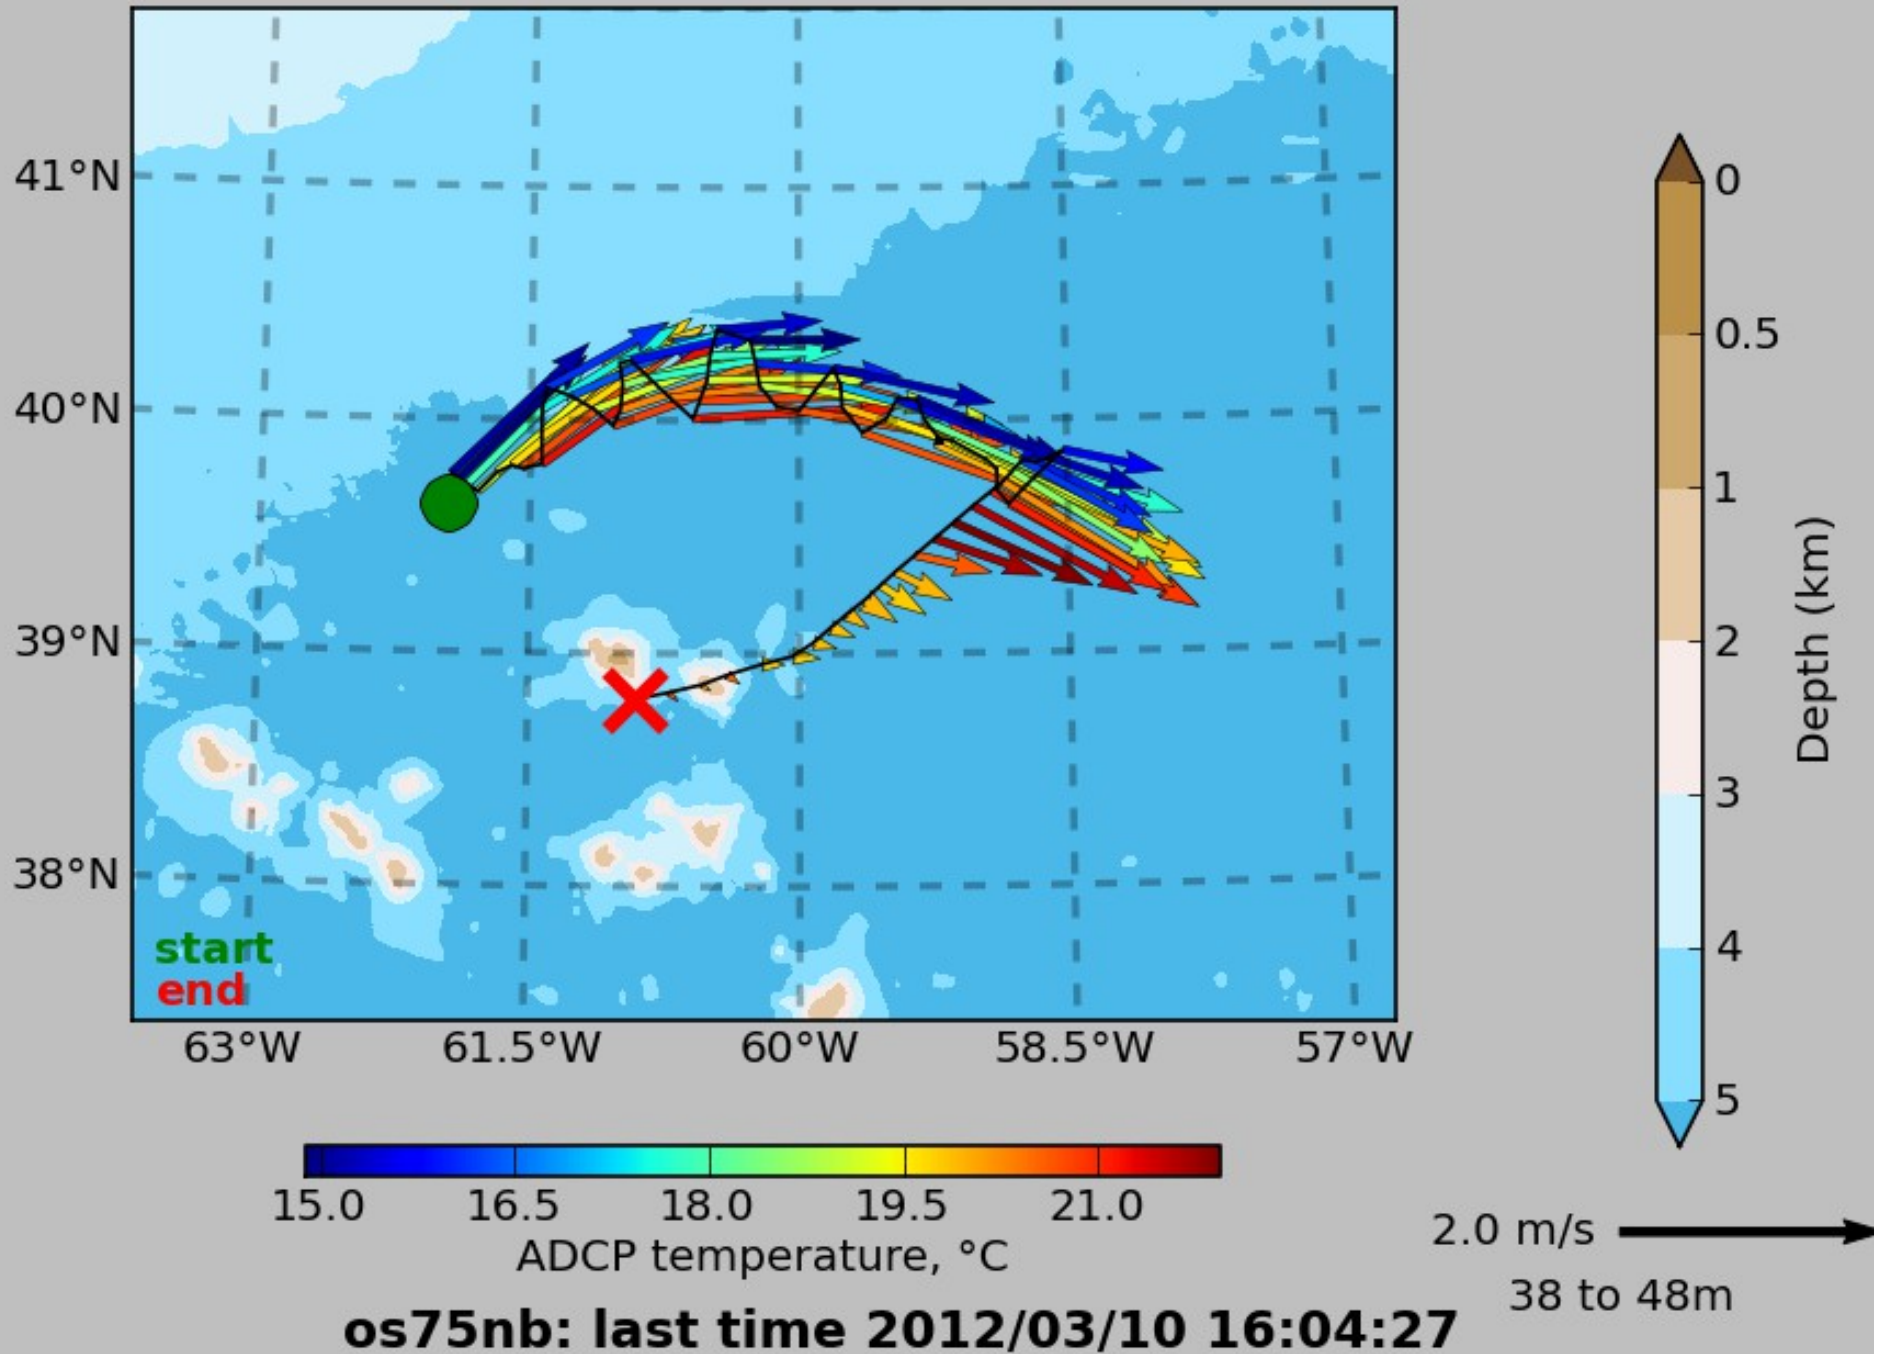 41°N
40°N
39°N
38°N
start
end
63°W 61.5°W 60°W 58.5°W 57°W
0
0.5
1
2
3
4
5
Depth (km)
15.0 16.5 18.0 19.5 21.0
ADCP temperature, °C
2.0 m/s
38 to 48m
os75nb: last time 2012/03/10 16:04:27